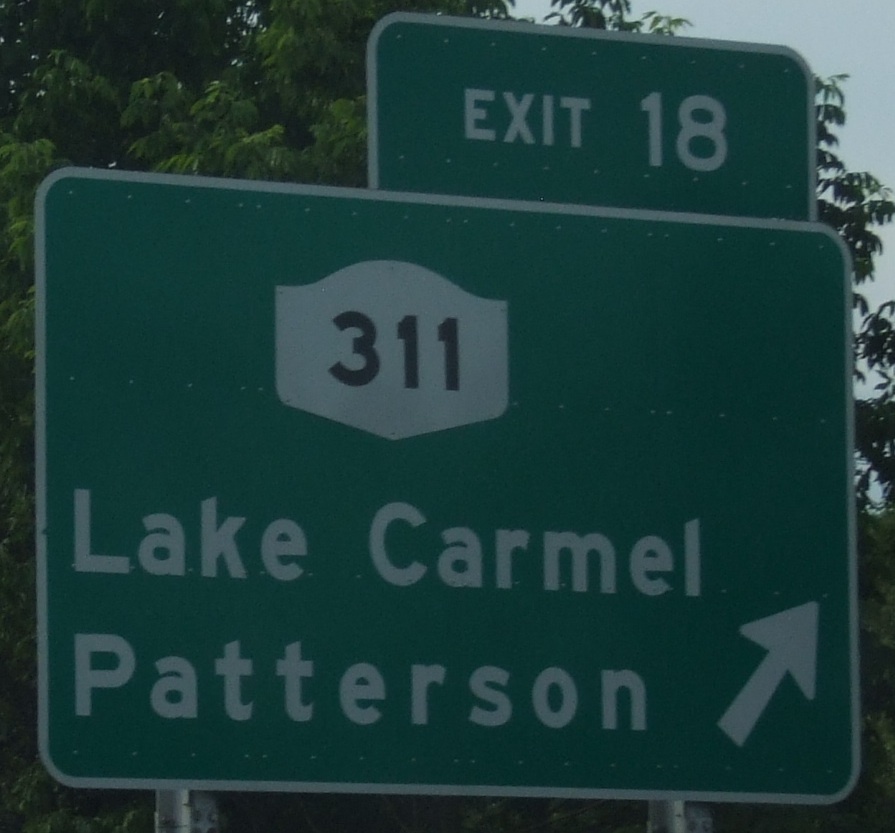 EXIT 18
311
Lake Carmel
Patterson